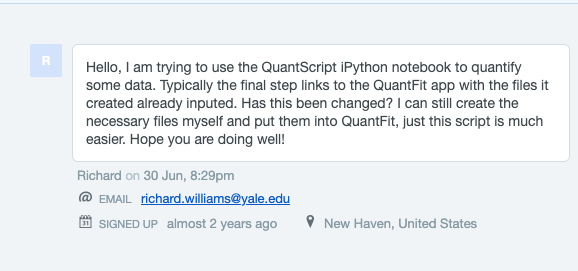 R
Hello, I am trying to use the QuantScript iPython notebook to quantify
some data. Typically the final step links to the QuantFit app with the files it
created already inputed. Has this been changed? I can still create the
necessary files myself and put them into QuantFit, just this script is much
easier. Hope you are doing well!
Richard on 30 Jun, 8:29pm
@ EMAIL richard.williams@yale.edu
31 SIGNED UP almost 2 years ago New Haven, United States